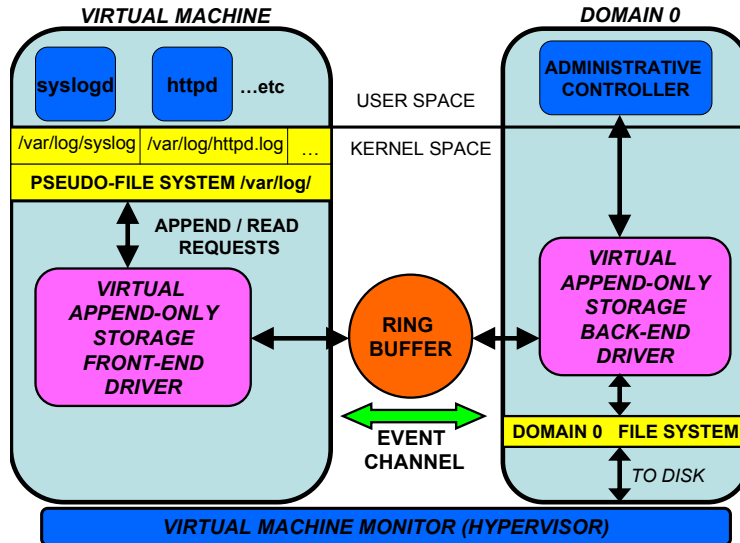 VIRTUAL MACHINE
DOMAIN 0
syslogd
httpd
...etc
ADMINISTRATIVE
CONTROLLER
USER SPACE
/var/log/syslog
/var/log/httpd.log
...
KERNEL SPACE
PSEUDO-FILE SYSTEM /var/log/
APPEND / READ
REQUESTS
VIRTUAL
APPEND-ONLY
STORAGE
FRONT-END
DRIVER
RING
BUFFER
VIRTUAL
APPEND-ONLY
STORAGE
BACK-END
DRIVER
EVENT
CHANNEL
DOMAIN 0 FILE SYSTEM
TO DISK
VIRTUAL MACHINE MONITOR (HYPERVISOR)